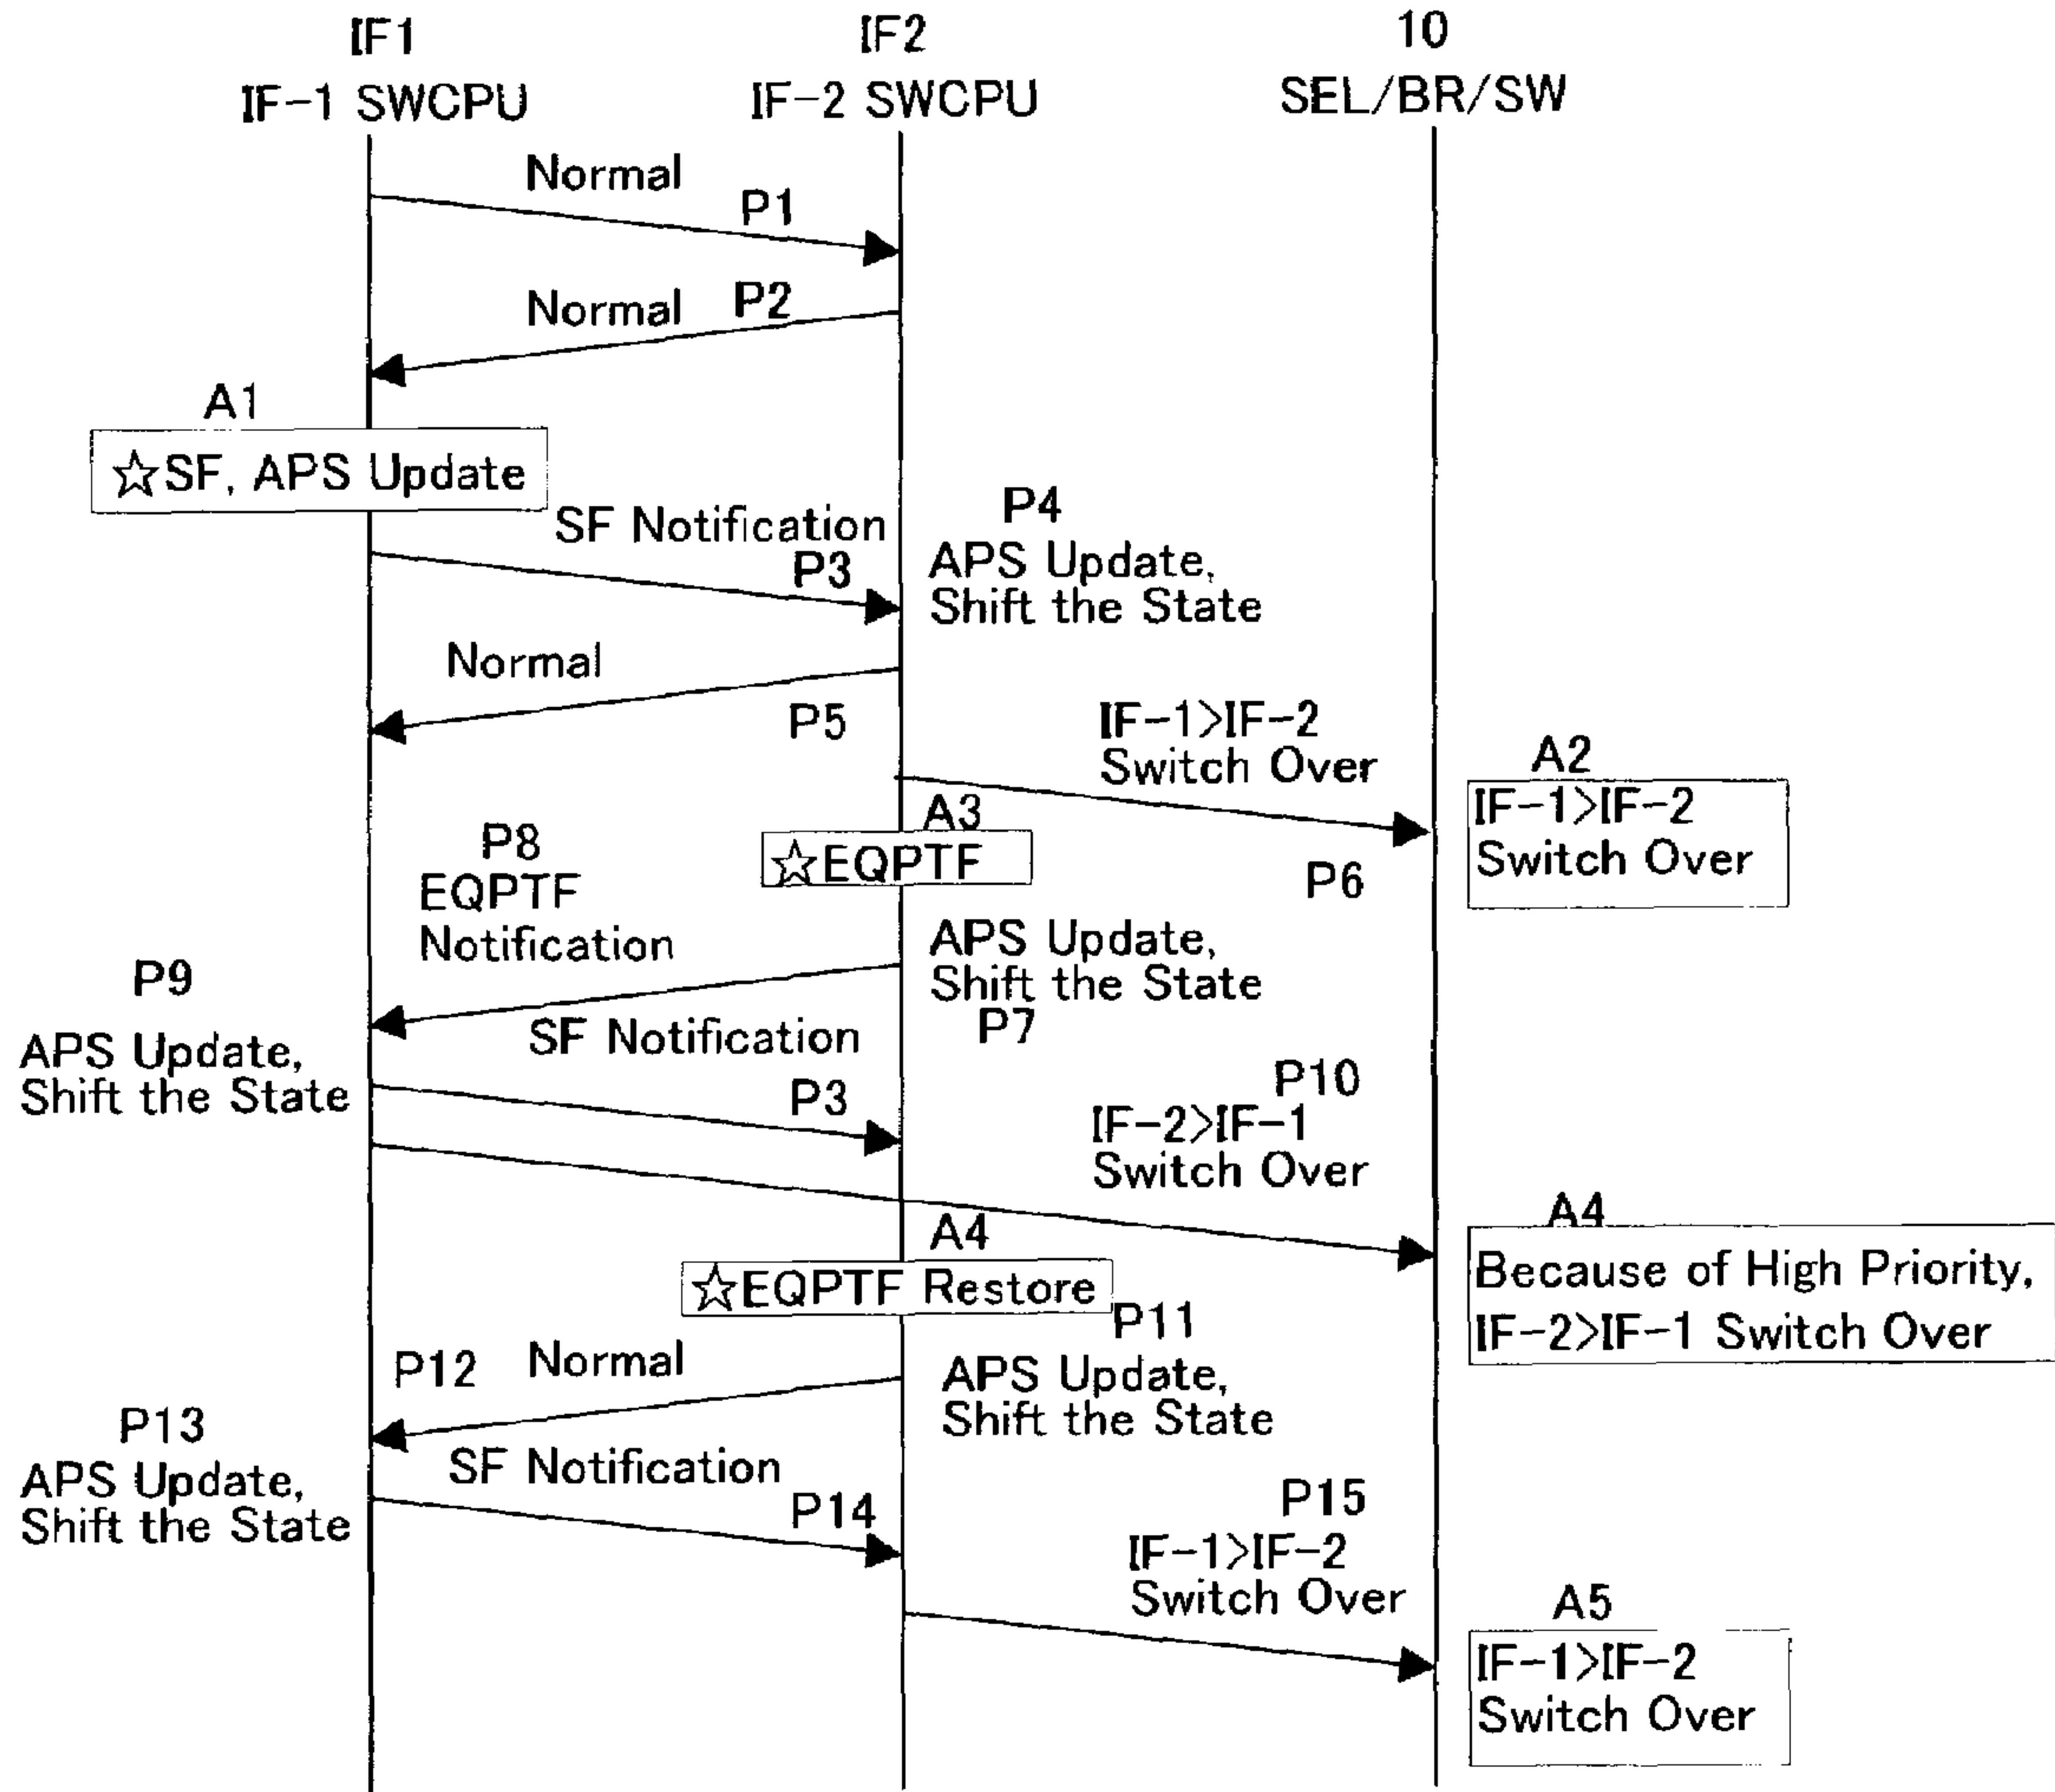 IF1
IF2
10
IF-1 SWCPU
IF-2 SWCPU
SEL/BR/SW
Normal
P1
Normal
P2
A1
☆SF, APS Update
SF Notification
P3
P4
APS Update,
Shift the State
Normal
P5
IF-1>IF-2
Switch Over
P6
A2
IF-1>IF-2
Switch Over
A3
☆EQPTF
P8
EQPTF
Notification
APS Update,
Shift the State
P7
P9
APS Update,
Shift the State
SF Notification
P3
P10
IF-2>IF-1
Switch Over
A4
Because of High Priority,
IF-2>IF-1 Switch Over
A4
☆EQPTF Restore
P11
APS Update,
Shift the State
P12
Normal
P13
APS Update,
Shift the State
SF Notification
P14
P15
IF-1>IF-2
Switch Over
A5
IF-1>IF-2
Switch Over